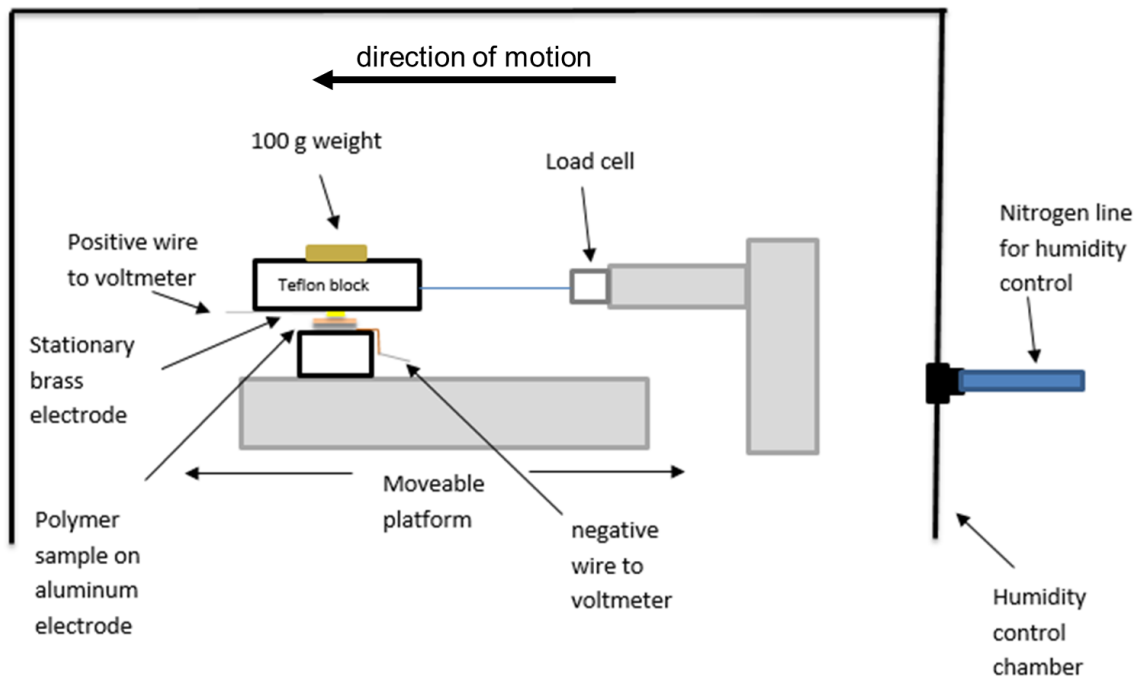 direction of motion
100 g weight
Load cell
Nitrogen line
for humidity
control
Positive wire
to voltmeter
Teflon block
Stationary
brass
electrode
Moveable
platform
Polymer
sample on
aluminum
electrode
negative
wire to
voltmeter
Humidity
control
chamber